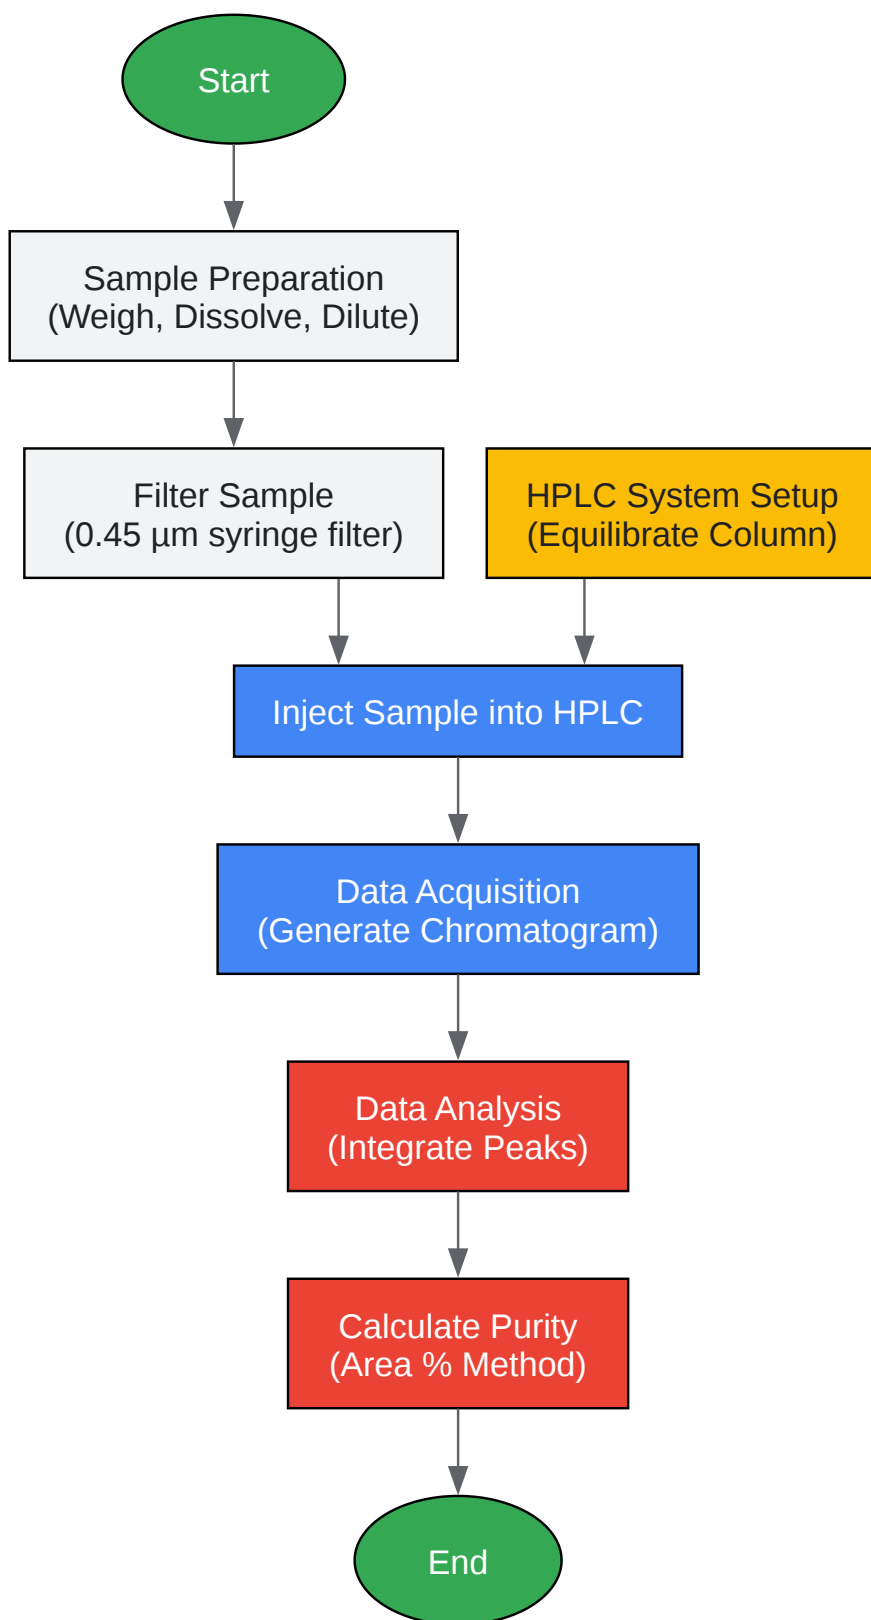 Start
Sample Preparation
(Weigh, Dissolve, Dilute)
Filter Sample
(0.45 µm syringe filter)
HPLC System Setup
(Equilibrate Column)
Inject Sample into HPLC
Data Acquisition
(Generate Chromatogram)
Data Analysis
(Integrate Peaks)
Calculate Purity
(Area % Method)
End